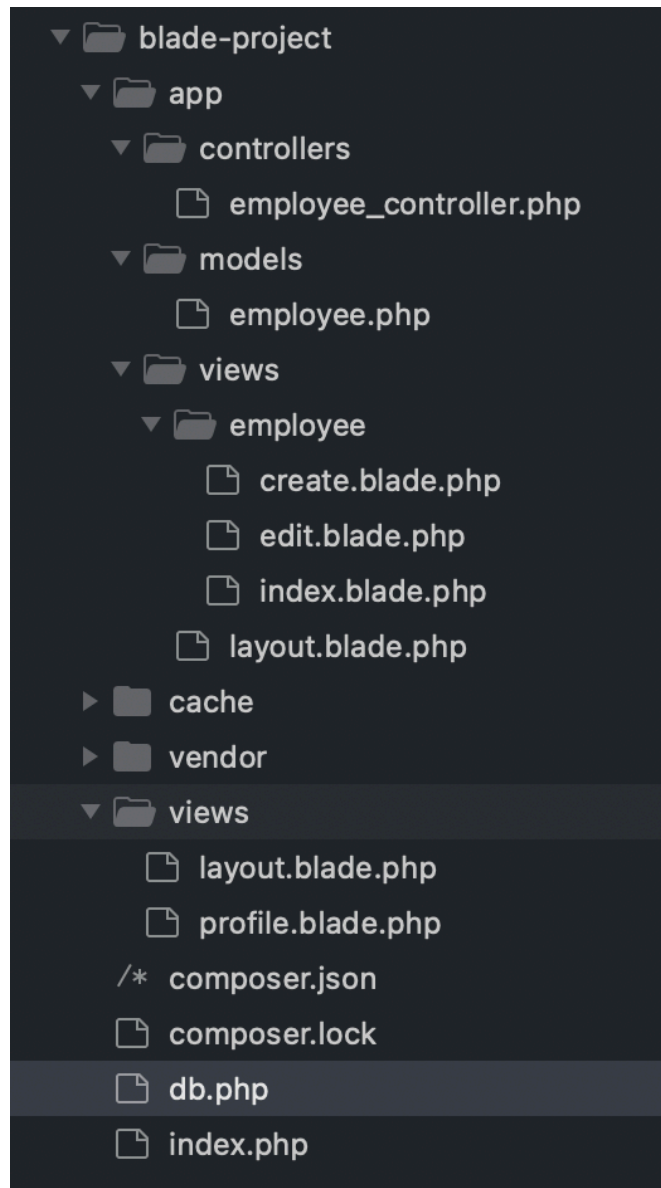 blade-project
app
controllers
employee_controller.php
models
employee.php
views
employee
create.blade.php
edit.blade.php
index.blade.php
layout.blade.php
cache
vendor
views
layout.blade.php
profile.blade.php
/* composer.json
composer.lock
db.php
index.php